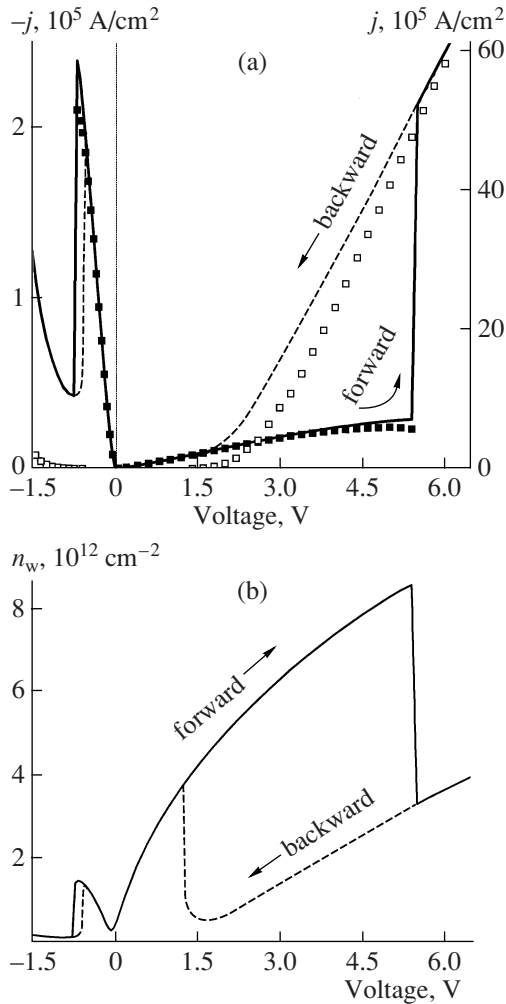 –j, 10⁵ A/cm² j, 10⁵ A/cm²
(a)
60
2
backward
40
1
20
forward
0 0
–1.5 0 1.5 3.0 4.5 6.0
Voltage, V
n_w, 10¹² cm⁻²
(b)
8
forward
6
4
backward
2
–1.5 0 1.5 3.0 4.5 6.0
Voltage, V